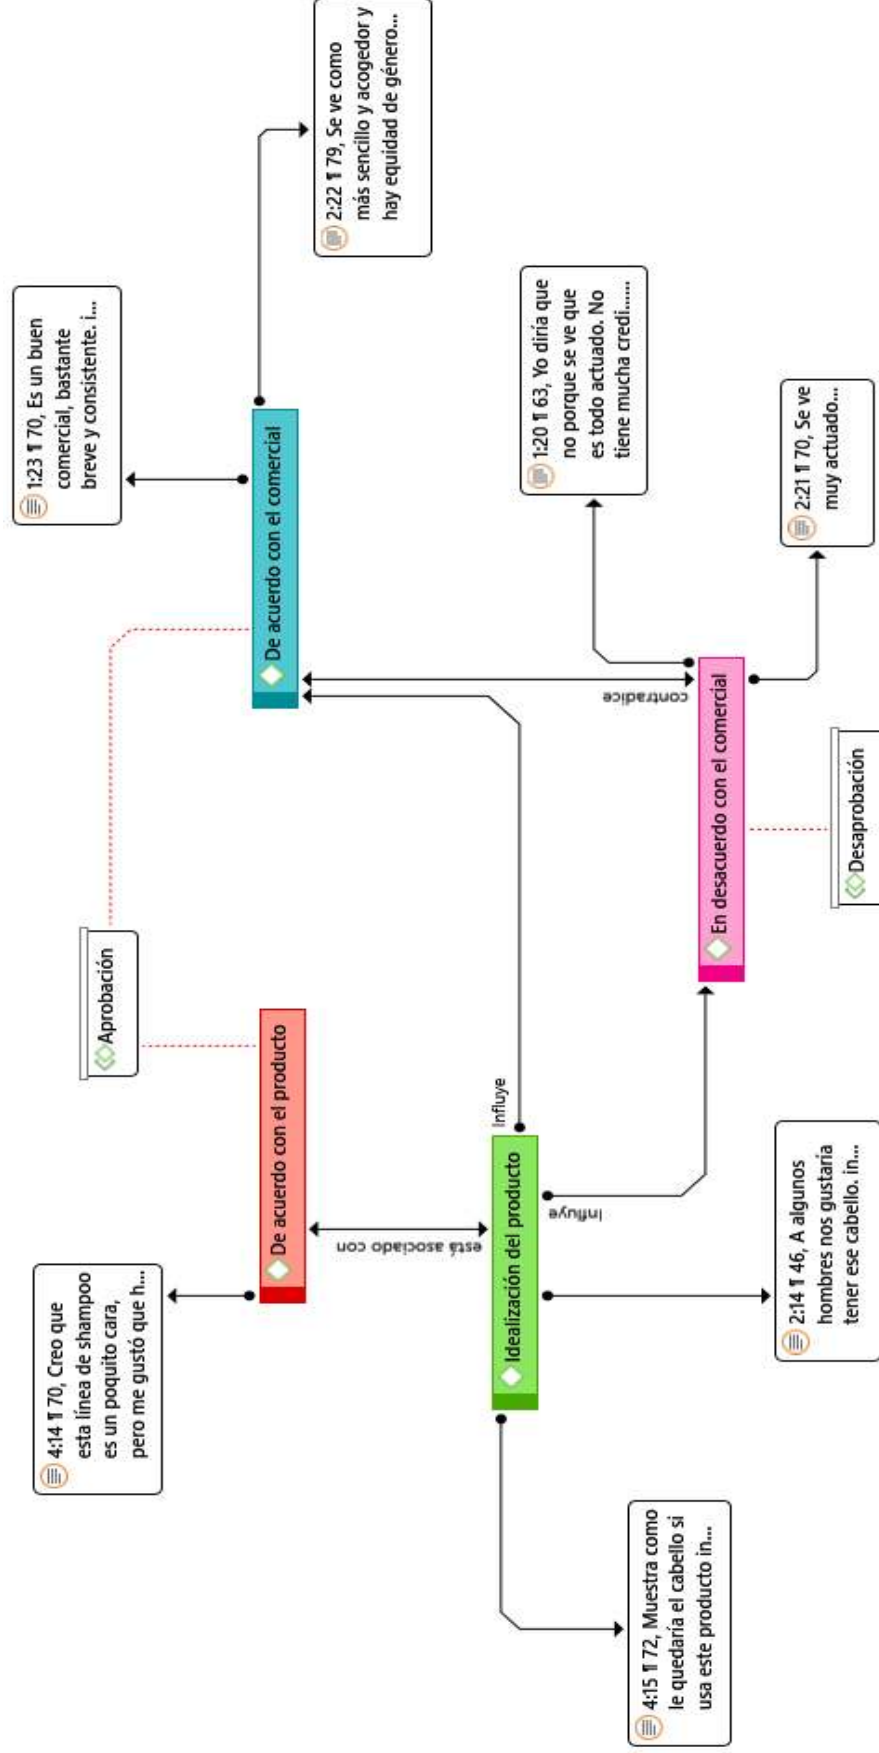 4:14 ¶ 70, Creo que
esta línea de shampoo
es un poquito cara,
pero me gustó que h...
Aprobación
1:23 ¶ 70, Es un buen
comercial, bastante
breve y consistente. i...
De acuerdo con el producto
De acuerdo con el comercial
2:22 ¶ 79, Se ve como
más sencillo y acogedor y
hay equidad de género...
está asociado con
Influye
Idealización del producto
Influye
1:20 ¶ 63, Yo diría que
no porque se ve que
es todo actuado. No
tiene mucha credi......
contradice
4:15 ¶ 72, Muestra como
le quedaría el cabello si
usa este producto in...
En desacuerdo con el comercial
2:14 ¶ 46, A algunos
hombres nos gustaria
tener ese cabello. in...
2:21 ¶ 70, Se ve
muy actuado...
Desaprobación